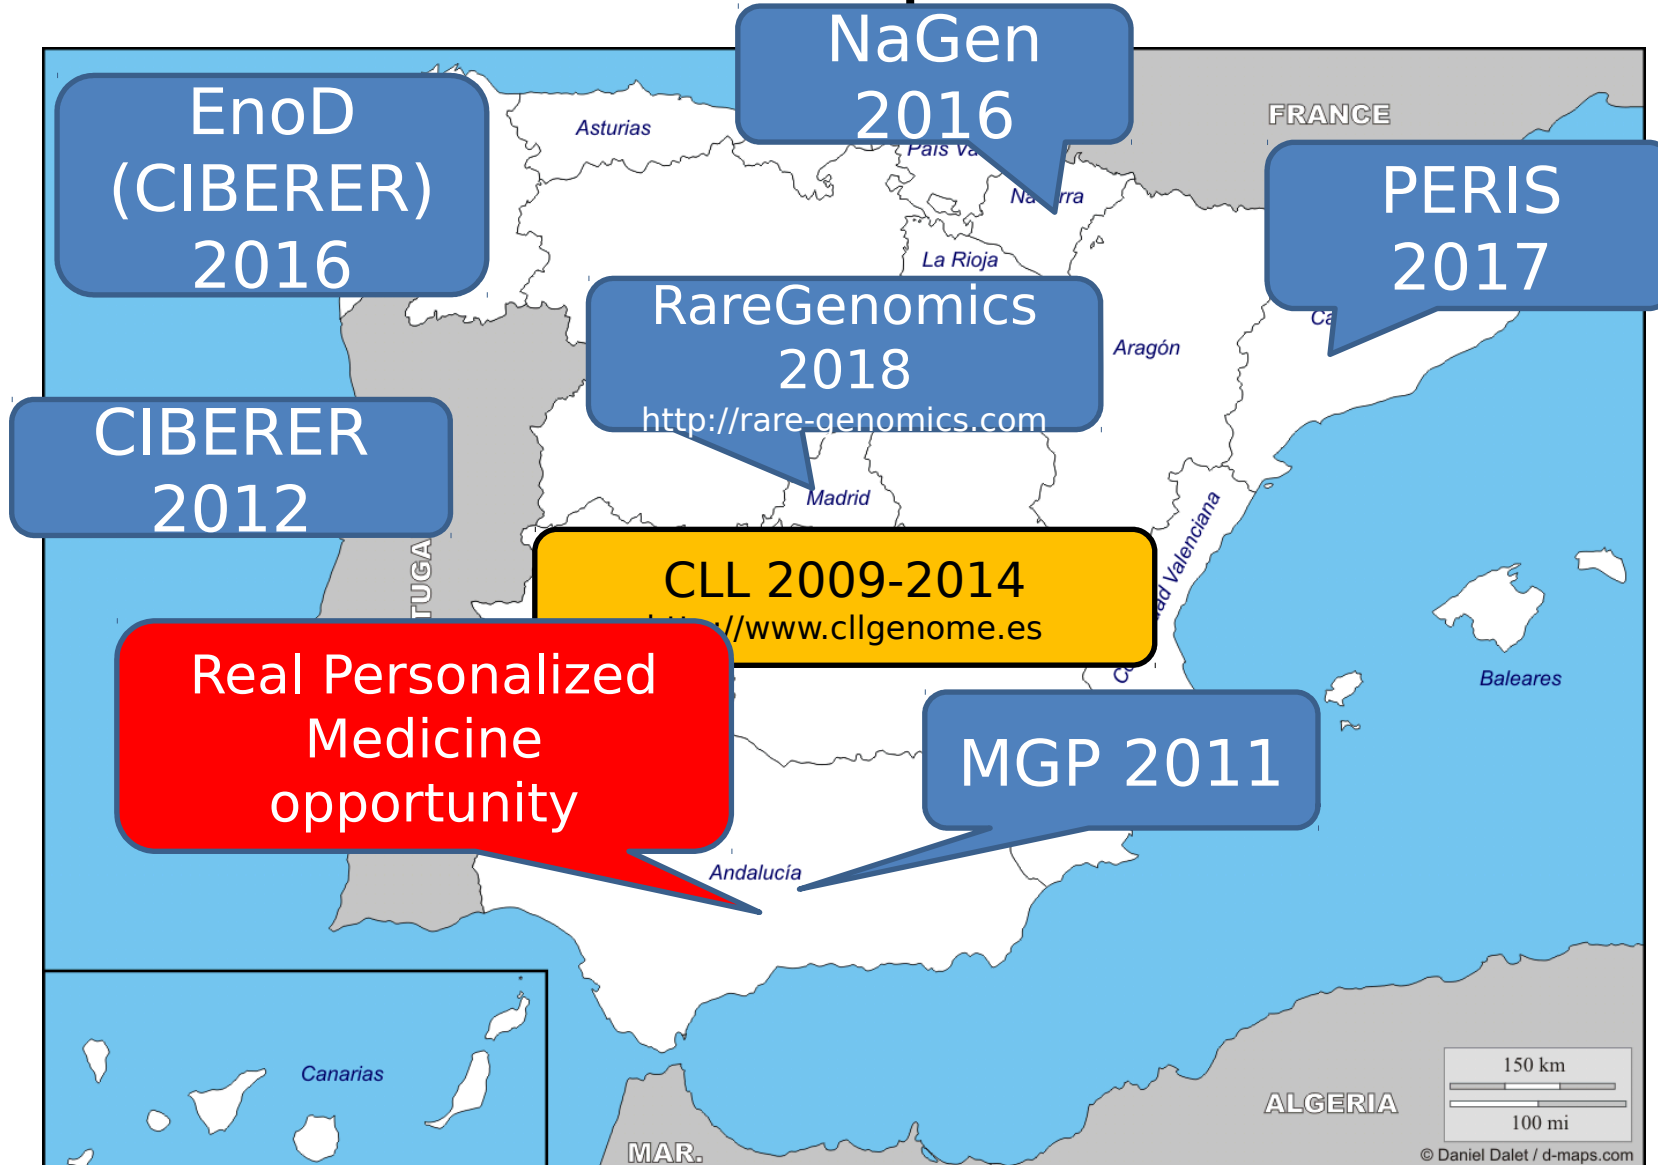 NaGen
2016
EnoD
(CIBERER)
2016
Asturias
FRANCE
PERIS
2017
La Rioja
RareGenomics
2018
http://rare-genomics.com
Aragón
CIBERER
2012
Madrid
CLL 2009-2014
//www.cllgenome.es
Valenciana
Real Personalized
Medicine
opportunity
Baleares
MGP 2011
Andalucía
Canarias
150 km
100 mi
ALGERIA
MAR.
© Daniel Dalet / d-maps.com